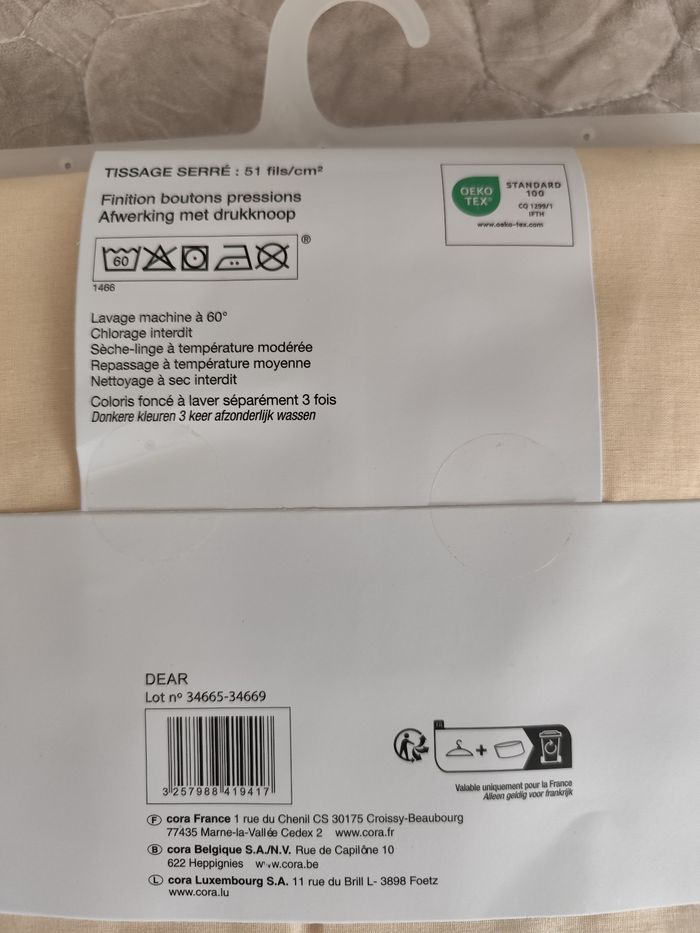 TISSAGE SERRÉ : 51 fils/cm²
Finition boutons pressions
Afwerking met drukknoop
OEKO
TEX®
STANDARD
100
CQ 1299/1
IFTH
www.oeko-tex.com
60
®
1466
Lavage machine à 60°
Chlorage interdit
Sèche-linge à température modérée
Repassage à température moyenne
Nettoyage à sec interdit
Coloris foncé à laver séparément 3 fois
Donkere kleuren 3 keer afzonderlijk wassen
DEAR
Lot nº 34665-34669
3 257988 419417
FR
+
Valable uniquement pour la France
Alleen geldig voor frankrijk
F cora France 1 rue du Chenil CS 30175 Croissy-Beaubourg
77435 Marne-la-Vallée Cedex 2 www.cora.fr
B cora Belgique S.A./N.V. Rue de Capilône 10
622 Heppignies www.cora.be
L cora Luxembourg S.A. 11 rue du Brill L- 3898 Foetz
www.cora.lu